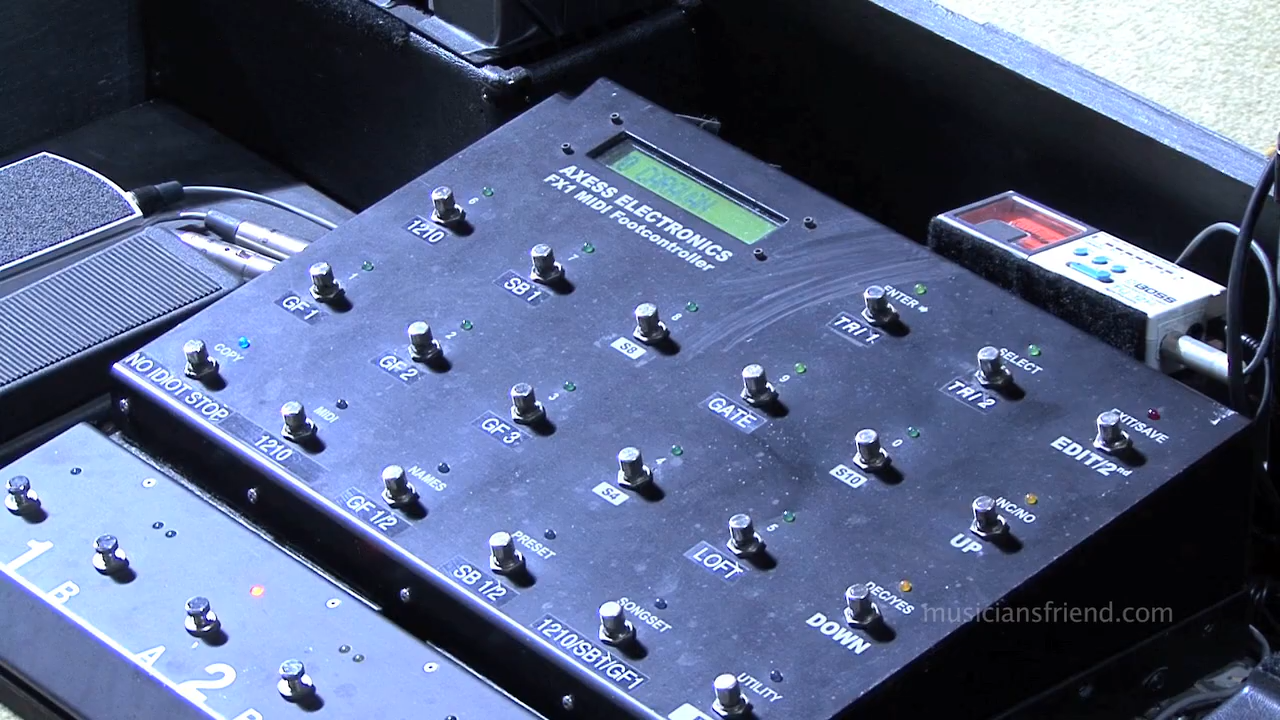 AXESS ELECTRONICS
FX1 MIDI Footcontroller
6
1210
1
GF 1
7
SB 1
COPY
NO IDIOT STOP
2
GF 2
8
S8
ENTER
TRI 1
MIDI
1210
3
GF 3
9
GATE
SELECT
TRI 2
NAMES
GF 1/2
4
S4
0
S10
EXIT/SAVE
EDIT/2nd
PRESET
SB 1/2
5
LOFT
INC/NO
UP
SONGSET
1210/SB1/GF1
DEC/YES
DOWN
UTILITY
BOSS
1
B
A
2
musiciansfriend.com